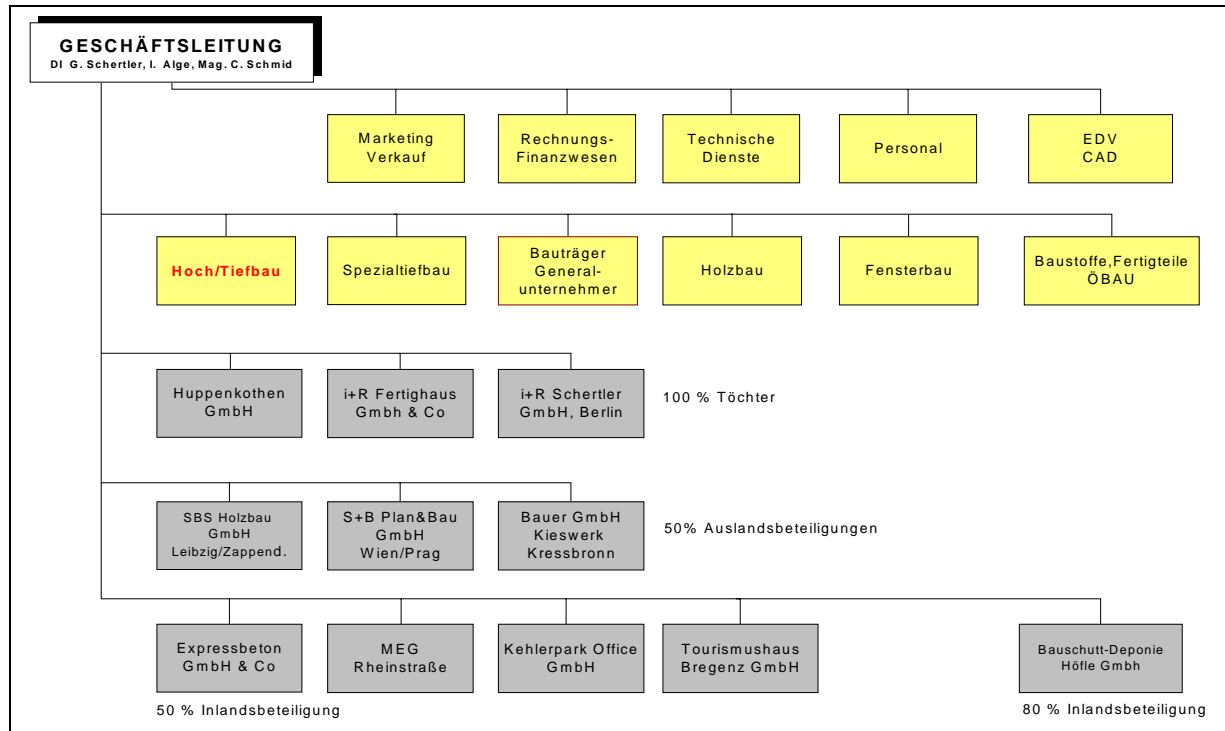 GESCHÄFTSLEITUNG
DI G. Schertler, I. Alge, Mag. C. Schmid
Marketing
Verkauf
Rechnungs-
Finanzwesen
Technische
Dienste
Personal
EDV
CAD
Hoch/Tiefbau
Spezialtiefbau
Bauträger
General-
unternehmer
Holzbau
Fensterbau
Baustoffe,Fertigteile
ÖBAU
Huppenkothen
GmbH
i+R Fertighaus
Gmbh & Co
i+R Schertler
GmbH, Berlin
100 % Töchter
SBS Holzbau
GmbH
Leibzig/Zappend.
S+B Plan&Bau
GmbH
Wien/Prag
Bauer GmbH
Kieswerk
Kressbronn
50% Auslandsbeteiligungen
Expressbeton
GmbH & Co
MEG
Rheinstraße
Kehlerpark Office
GmbH
Tourismushaus
Bregenz GmbH
Bauschutt-Deponie
Höfle Gmbh
50 % Inlandsbeteiligung
80 % Inlandsbeteiligung